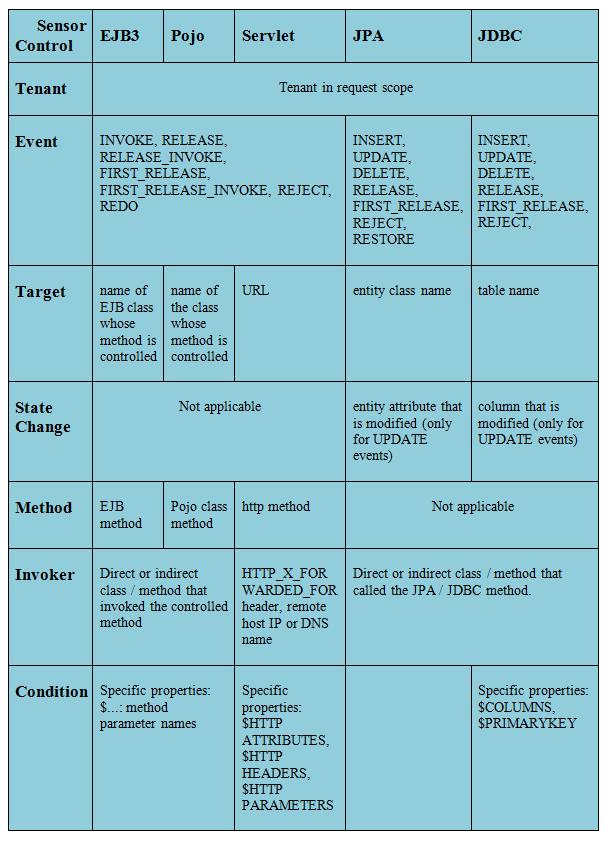 Sensor
Control
EJB3
Pojo
Servlet
JPA
JDBC
Tenant
Tenant in request scope
Event
INVOKE, RELEASE,
RELEASE_INVOKE,
FIRST_RELEASE,
FIRST_RELEASE_INVOKE, REJECT,
REDO
INSERT,
UPDATE,
DELETE,
RELEASE,
FIRST_RELEASE,
REJECT,
RESTORE
INSERT,
UPDATE,
DELETE,
RELEASE,
FIRST_RELEASE,
REJECT,
Target
name of
EJB class
whose
method is
controlled
name of
the class
whose
method is
controlled
URL
entity class name
table name
State
Change
Not applicable
entity attribute that
is modified (only
for UPDATE
events)
column that is
modified (only for
UPDATE events)
Method
EJB
method
Pojo class
method
http method
Not applicable
Invoker
Direct or indirect
class / method that
invoked the controlled
method
HTTP_X_FOR
WARDED_FOR
header, remote
host IP or DNS
name
Direct or indirect class / method that
called the JPA / JDBC method.
Condition
Specific properties:
$...: method
parameter names
Specific
properties:
$HTTP
ATTRIBUTES,
$HTTP
HEADERS,
$HTTP
PARAMETERS
Specific properties:
$COLUMNS,
$PRIMARYKEY